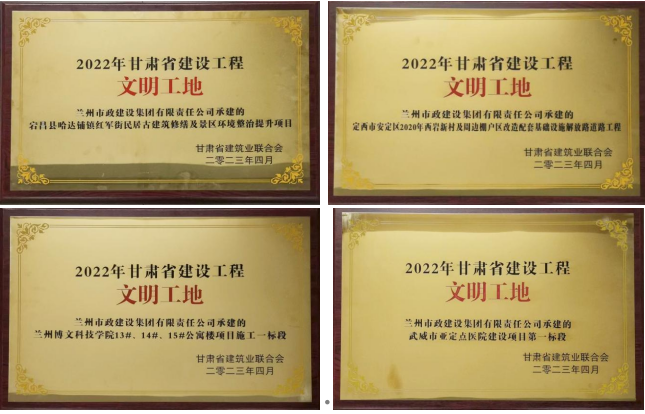 2022年甘肃省建设工程
文明工地
兰州市政建设集团有限责任公司承建的
宕昌县哈达铺镇红军街民居古建筑修缮及景区环境整治提升项目
甘肃省建筑业联合会
二零二三年四月
2022年甘肃省建设工程
文明工地
兰州市政建设集团有限责任公司承建的
定西市安定区2020年西岩新村及周边棚户区改造配套基础设施解放路道路工程
甘肃省建筑业联合会
二零二三年四月
2022年甘肃省建设工程
文明工地
兰州市政建设集团有限责任公司承建的
兰州博文科技学院13#、14#、15#公寓楼项目施工一标段
甘肃省建筑业联合会
二零二三年四月
2022年甘肃省建设工程
文明工地
兰州市政建设集团有限责任公司承建的
武威市亚定点医院建设项目第一标段
甘肃省建筑业联合会
二零二三年四月